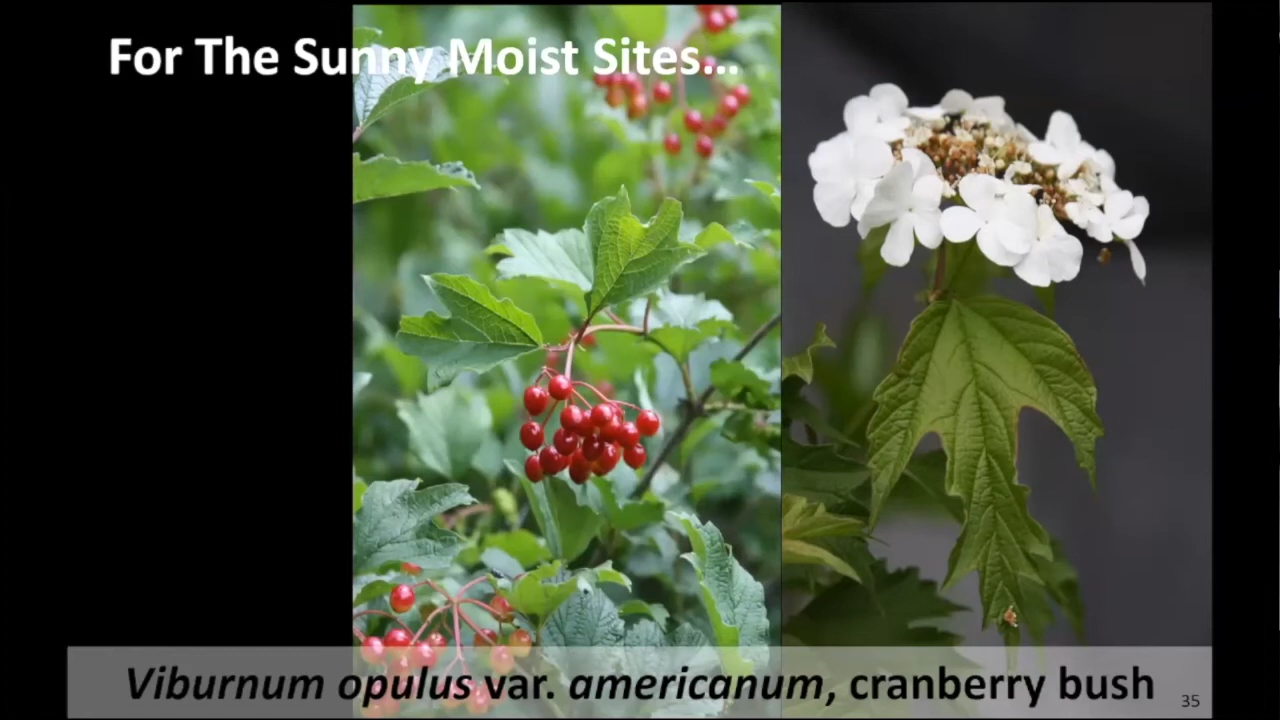 For The Sunny Moist Sites...
Viburnum opulus var. americanum, cranberry bush
35